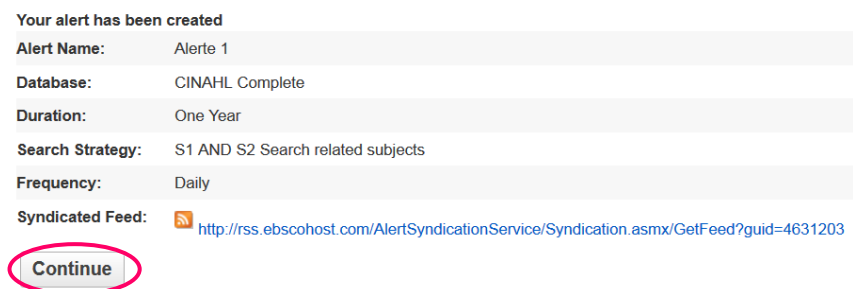 Your alert has been created
Alert Name: Alerte 1
Database: CINAHL Complete
Duration: One Year
Search Strategy: S1 AND S2 Search related subjects
Frequency: Daily
Syndicated Feed: http://rss.ebscohost.com/AlertSyndicationService/Syndication.asmx/GetFeed?guid=4631203
Continue